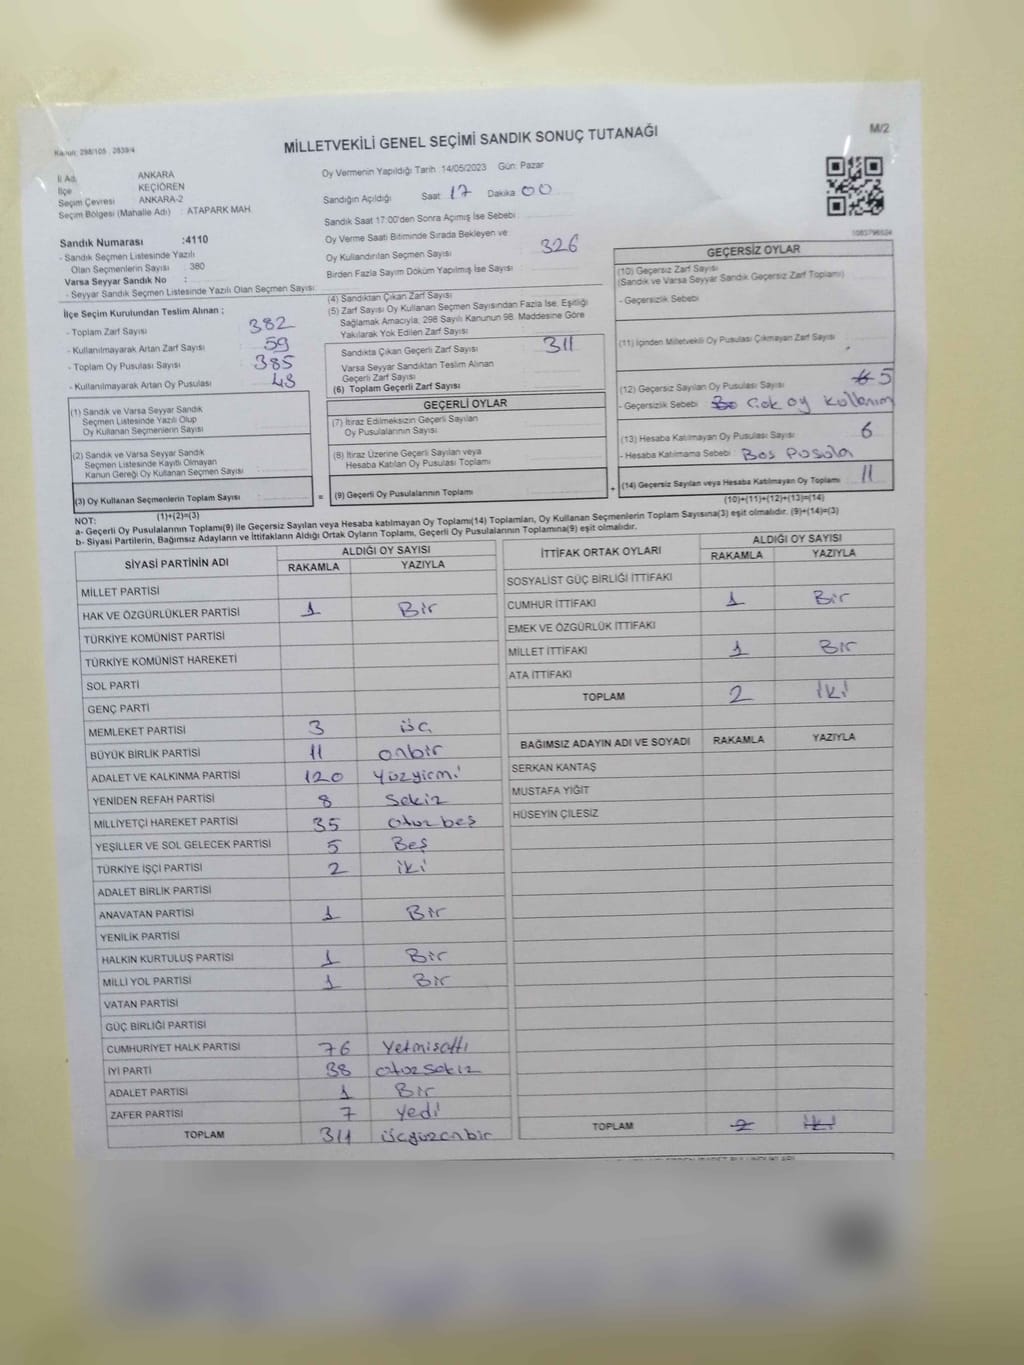 Kanun: 298/105 , 2839/4
MİLLETVEKİLİ GENEL SEÇİMİ SANDIK SONUÇ TUTANAĞI
M/2
İl Adı ANKARA
İlçe KEÇİÖREN
Seçim Çevresi ANKARA-2
Seçim Bölgesi (Mahalle Adı) : ATAPARK MAH.
Oy Vermenin Yapıldığı Tarih :14/05/2023 Gün: Pazar
Sandığın Açıldığı Saat 17 Dakika 00
Sandık Saat 17:00'den Sonra Açımış İse Sebebi
Oy Verme Saati Bitiminde Sırada Bekleyen ve
Oy Kullandırılan Seçmen Sayısı 326
Birden Fazla Sayım Döküm Yapılmış İse Sayısı
Sandık Numarası :4110
- Sandık Seçmen Listesinde Yazılı
Olan Seçmenlerin Sayısı : 380
Varsa Seyyar Sandık No :
- Seyyar Sandık Seçmen Listesinde Yazılı Olan Seçmen Sayısı:
İlçe Seçim Kurulundan Teslim Alınan ;
- Toplam Zarf Sayısı 382
- Kullanılmayarak Artan Zarf Sayısı 59
- Toplam Oy Pusulası Sayısı 385
- Kullanılmayarak Artan Oy Pusulası 43
(1) Sandık ve Varsa Seyyar Sandık
Seçmen Listesinde Yazılı Olup
Oy Kullanan Seçmenlerin Sayısı
(2) Sandık ve Varsa Seyyar Sandık
Seçmen Listesinde Kayıtlı Olmayan
Kanun Gereği Oy Kullanan Seçmen Sayısı
(3) Oy Kullanan Seçmenlerin Toplam Sayısı
(1)+(2)=(3)
(4) Sandıktan Çıkan Zarf Sayısı
(5) Zarf Sayısı Oy Kullanan Seçmen Sayısından Fazla İse, Eşitliği
Sağlamak Amacıyla, 298 Sayılı Kanunun 98. Maddesine Göre
Yakılarak Yok Edilen Zarf Sayısı
Sandıkta Çıkan Geçerli Zarf Sayısı 311
Varsa Seyyar Sandıktan Teslim Alınan
Geçerli Zarf Sayısı
(6) Toplam Geçerli Zarf Sayısı
GEÇERLİ OYLAR
(7) İtiraz Edilmeksizin Geçerli Sayılan
Oy Pusulalarının Sayısı
(8) İtiraz Üzerine Geçerli Sayılan veya
Hesaba Katılan Oy Pusulası Toplamı
= (9) Geçerli Oy Pusulalarının Toplamı +
GEÇERSİZ OYLAR
(10) Geçersiz Zarf Sayısı
(Sandık ve Varsa Seyyar Sandık Geçersiz Zarf Toplamı)
- Geçersizlik Sebebi
(11) İçinden Milletvekili Oy Pusulası Çıkmayan Zarf Sayısı
(12) Geçersiz Sayılan Oy Pusulası Sayısı 5
- Geçersizlik Sebebi Çok oy kullanım
(13) Hesaba Katılmayan Oy Pusulası Sayısı 6
- Hesaba Katılmama Sebebi : Boş Pusula
(14) Geçersiz Sayılan veya Hesaba Katılmayan Oy Toplamı 11
(10)+(11)+(12)+(13)=(14)
NOT:
a- Geçerli Oy Pusulalarının Toplamı(9) ile Geçersiz Sayılan veya Hesaba katılmayan Oy Toplamı(14) Toplamları, Oy Kullanan Seçmenlerin Toplam Sayısına(3) eşit olmalıdır. (9)+(14)=(3)
b- Siyasi Partilerin, Bağımsız Adayların ve İttifakların Aldığı Ortak Oyların Toplamı, Geçerli Oy Pusulalarının Toplamına(9) eşit olmalıdır.
SİYASİ PARTİNİN ADI ALDIĞI OY SAYISI
RAKAMLA YAZIYLA
MİLLET PARTİSİ
HAK VE ÖZGÜRLÜKLER PARTİSİ 1 Bir
TÜRKİYE KOMÜNİST PARTİSİ
TÜRKİYE KOMÜNİST HAREKETİ
SOL PARTİ
GENÇ PARTİ
MEMLEKET PARTİSİ 3 üç
BÜYÜK BİRLİK PARTİSİ 11 onbir
ADALET VE KALKINMA PARTİSİ 120 Yüzyirmi
YENİDEN REFAH PARTİSİ 8 Sekiz
MİLLİYETÇİ HAREKET PARTİSİ 35 otuz beş
YEŞİLLER VE SOL GELECEK PARTİSİ 5 Beş
TÜRKİYE İŞÇİ PARTİSİ 2 iki
ADALET BİRLİK PARTİSİ
ANAVATAN PARTİSİ 1 Bir
YENİLİK PARTİSİ
HALKIN KURTULUŞ PARTİSİ 1 Bir
MİLLİ YOL PARTİSİ 1 Bir
VATAN PARTİSİ
GÜÇ BİRLİĞİ PARTİSİ
CUMHURİYET HALK PARTİSİ 76 Yetmişaltı
İYİ PARTİ 38 otuzsekiz
ADALET PARTİSİ 1 Bir
ZAFER PARTİSİ 7 Yedi
TOPLAM 311 üçyüzonbir
İTTİFAK ORTAK OYLARI ALDIĞI OY SAYISI
RAKAMLA YAZIYLA
SOSYALİST GÜÇ BİRLİĞİ İTTİFAKI
CUMHUR İTTİFAKI 1 Bir
EMEK VE ÖZGÜRLÜK İTTİFAKI
MİLLET İTTİFAKI 1 Bir
ATA İTTİFAKI
TOPLAM 2 iki
BAĞIMSIZ ADAYIN ADI VE SOYADI RAKAMLA YAZIYLA
SERKAN KANTAŞ
MUSTAFA YİĞİT
HÜSEYİN ÇİLESİZ
TOPLAM 2 iki